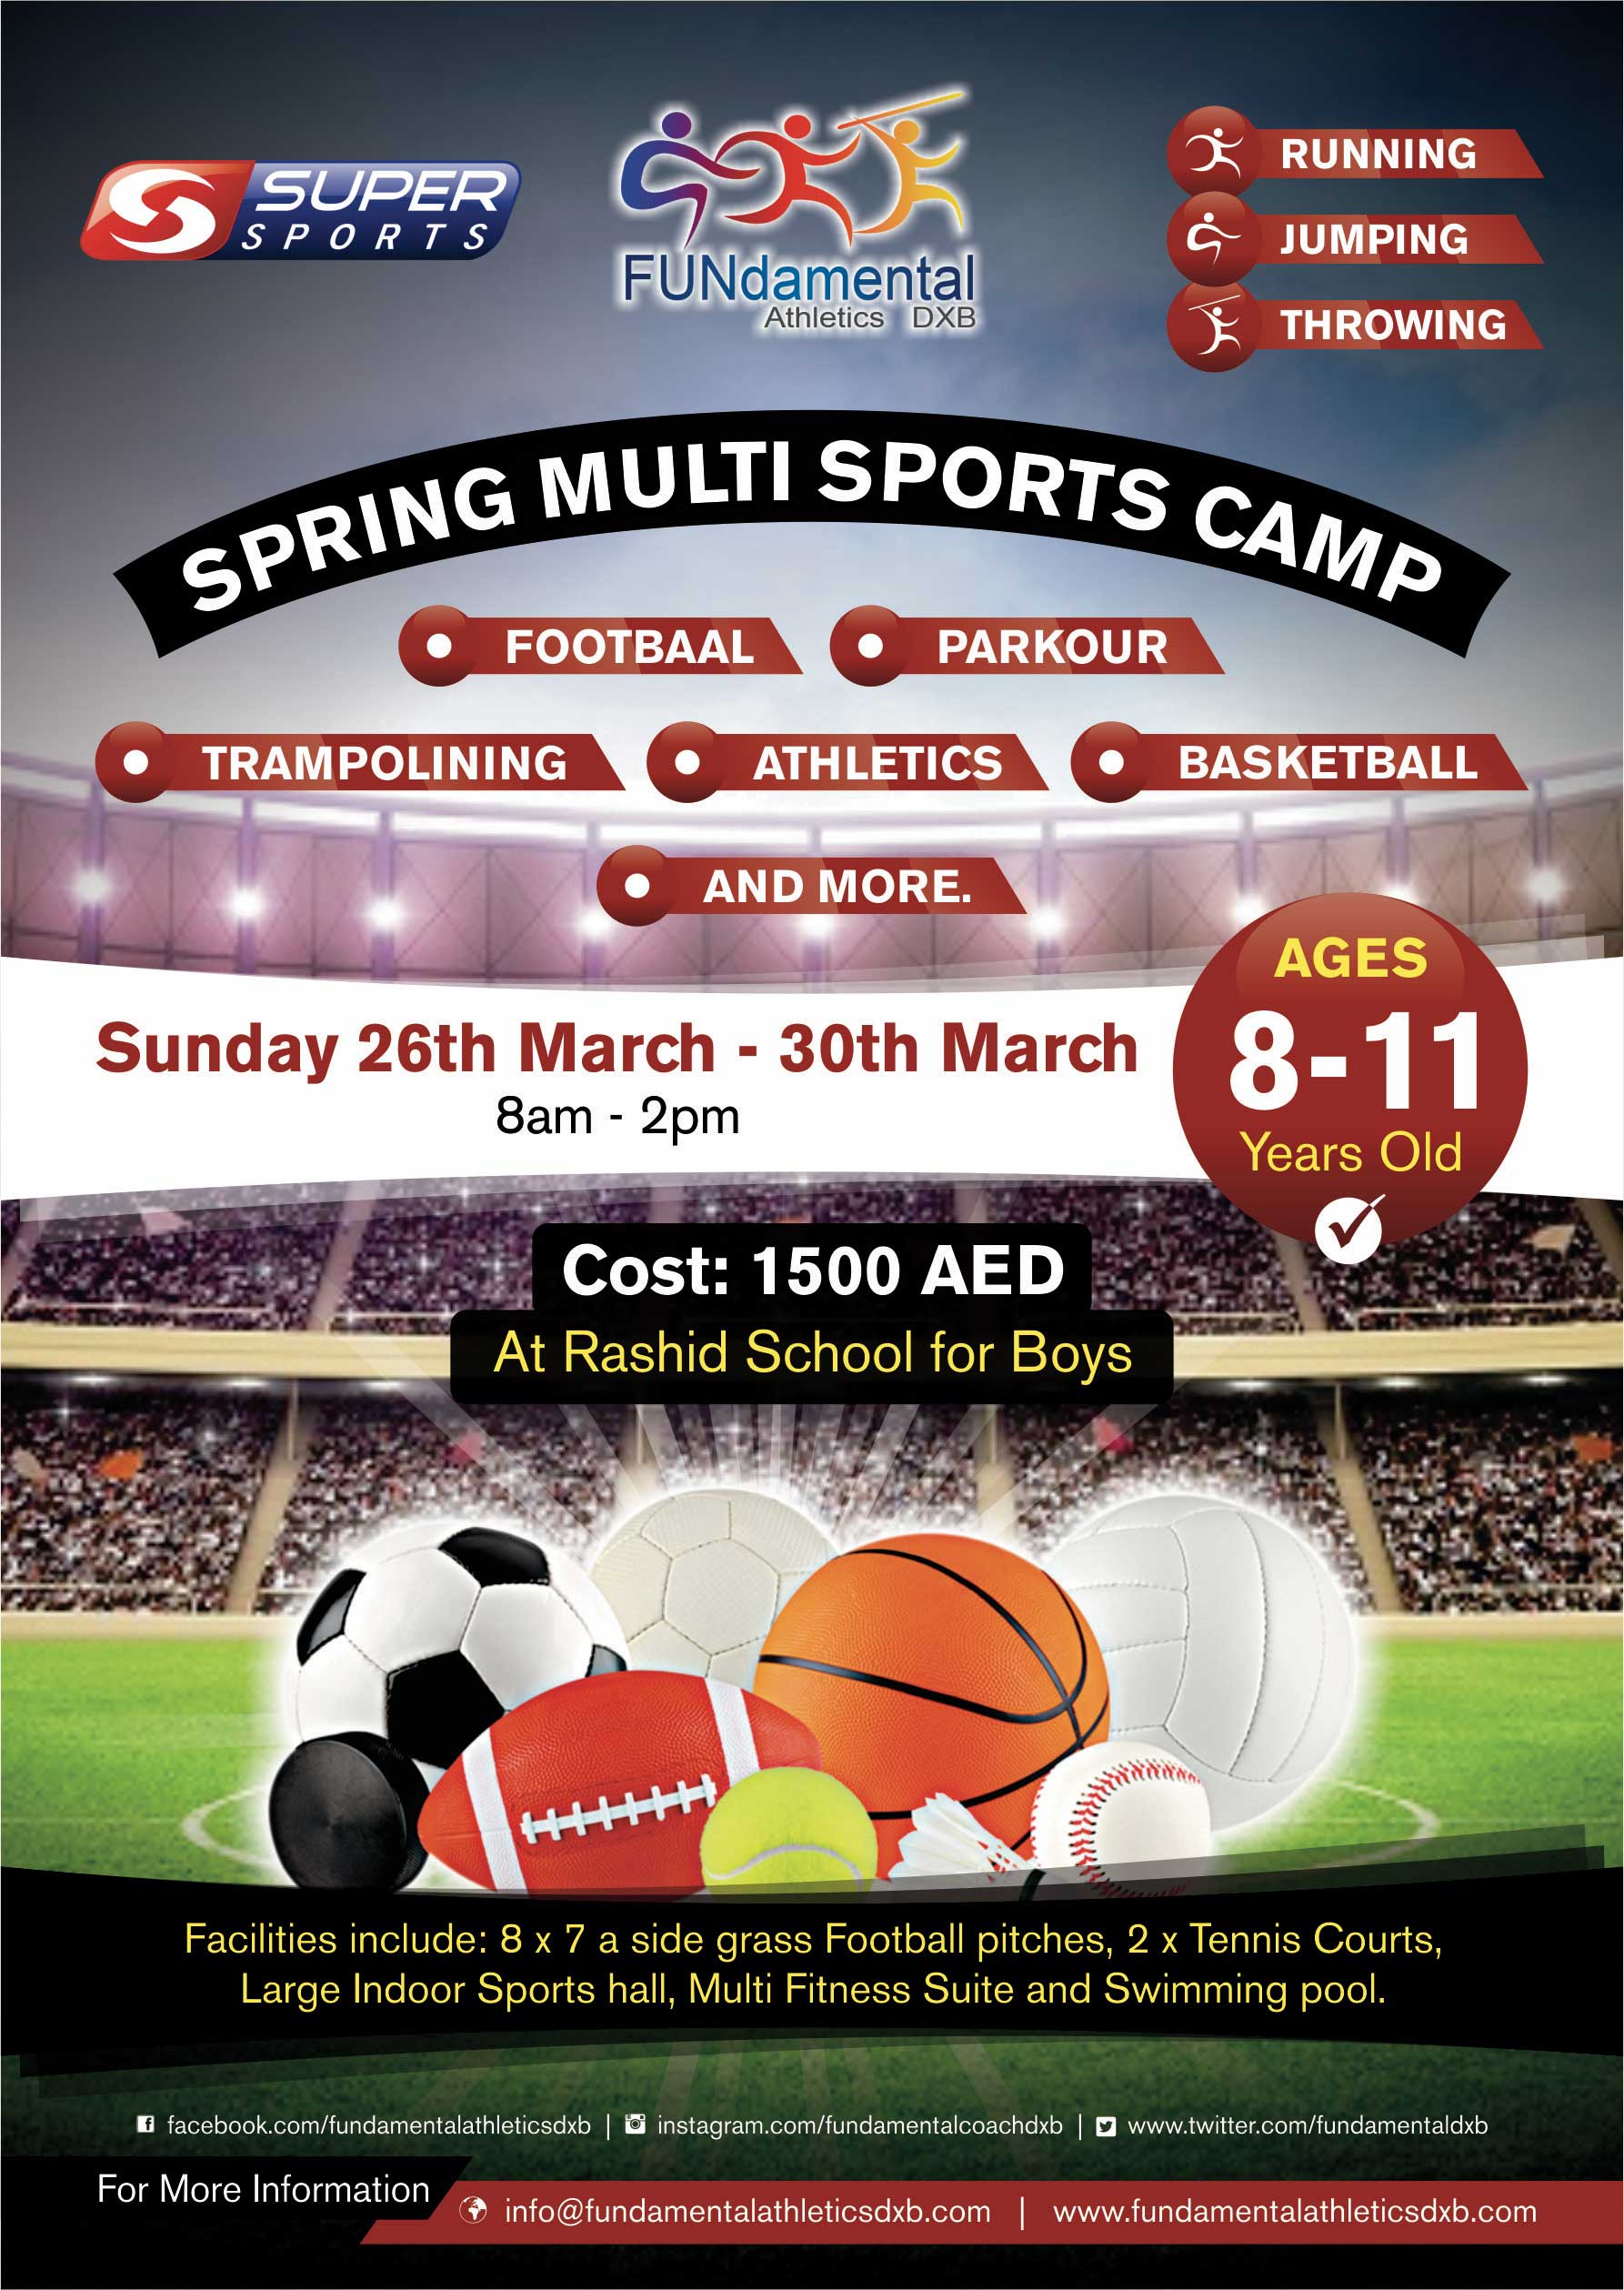 SUPER
SPORTS
FUNdamental
Athletics DXB
RUNNING
JUMPING
THROWING
SPRING MULTI SPORTS CAMP
FOOTBAAL
PARKOUR
TRAMPOLINING
ATHLETICS
BASKETBALL
AND MORE.
AGES
8-11
Years Old
Sunday 26th March - 30th March
8am - 2pm
Cost: 1500 AED
At Rashid School for Boys
Facilities include: 8 x 7 a side grass Football pitches, 2 x Tennis Courts,
Large Indoor Sports hall, Multi Fitness Suite and Swimming pool.
facebook.com/fundamentalathleticsdxb | instagram.com/fundamentalcoachdxb | www.twitter.com/fundamentaldxb
For More Information
info@fundamentalathleticsdxb.com | www.fundamentalathleticsdxb.com